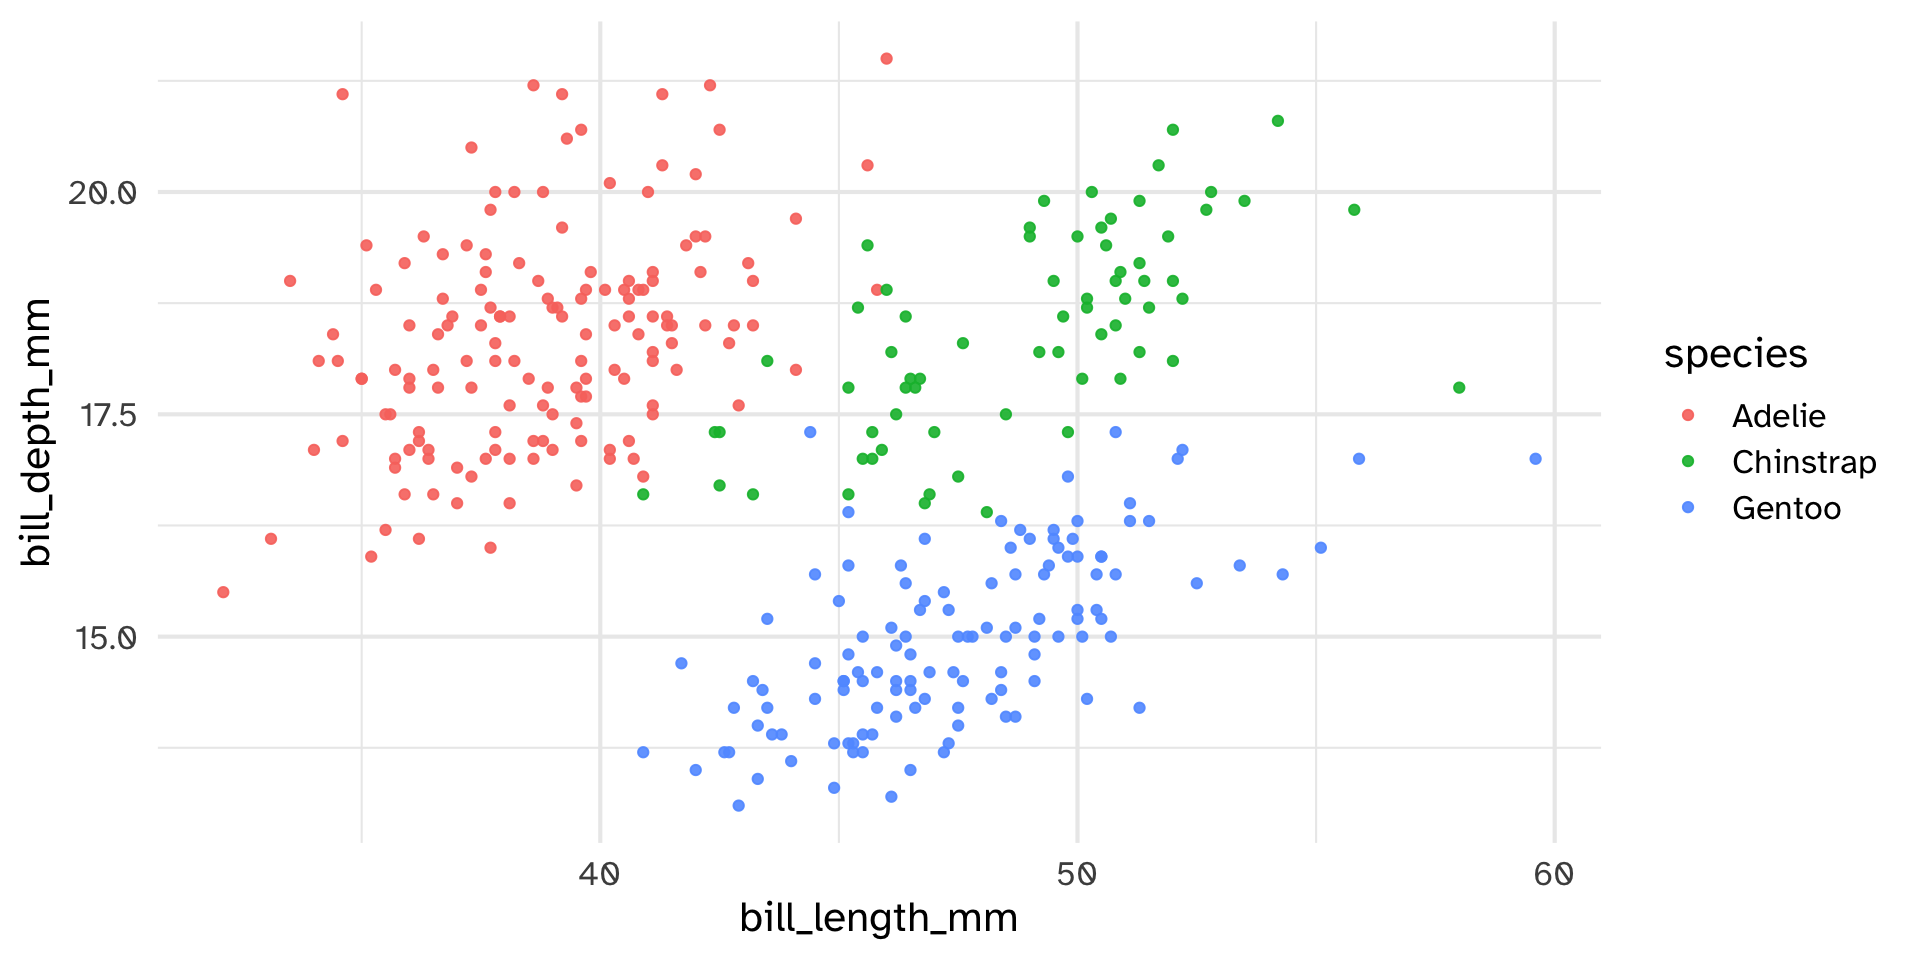 20.0
17.5
15.0
40
50
60
bill_length_mm
bill_depth_mm
species
Adelie
Chinstrap
Gentoo